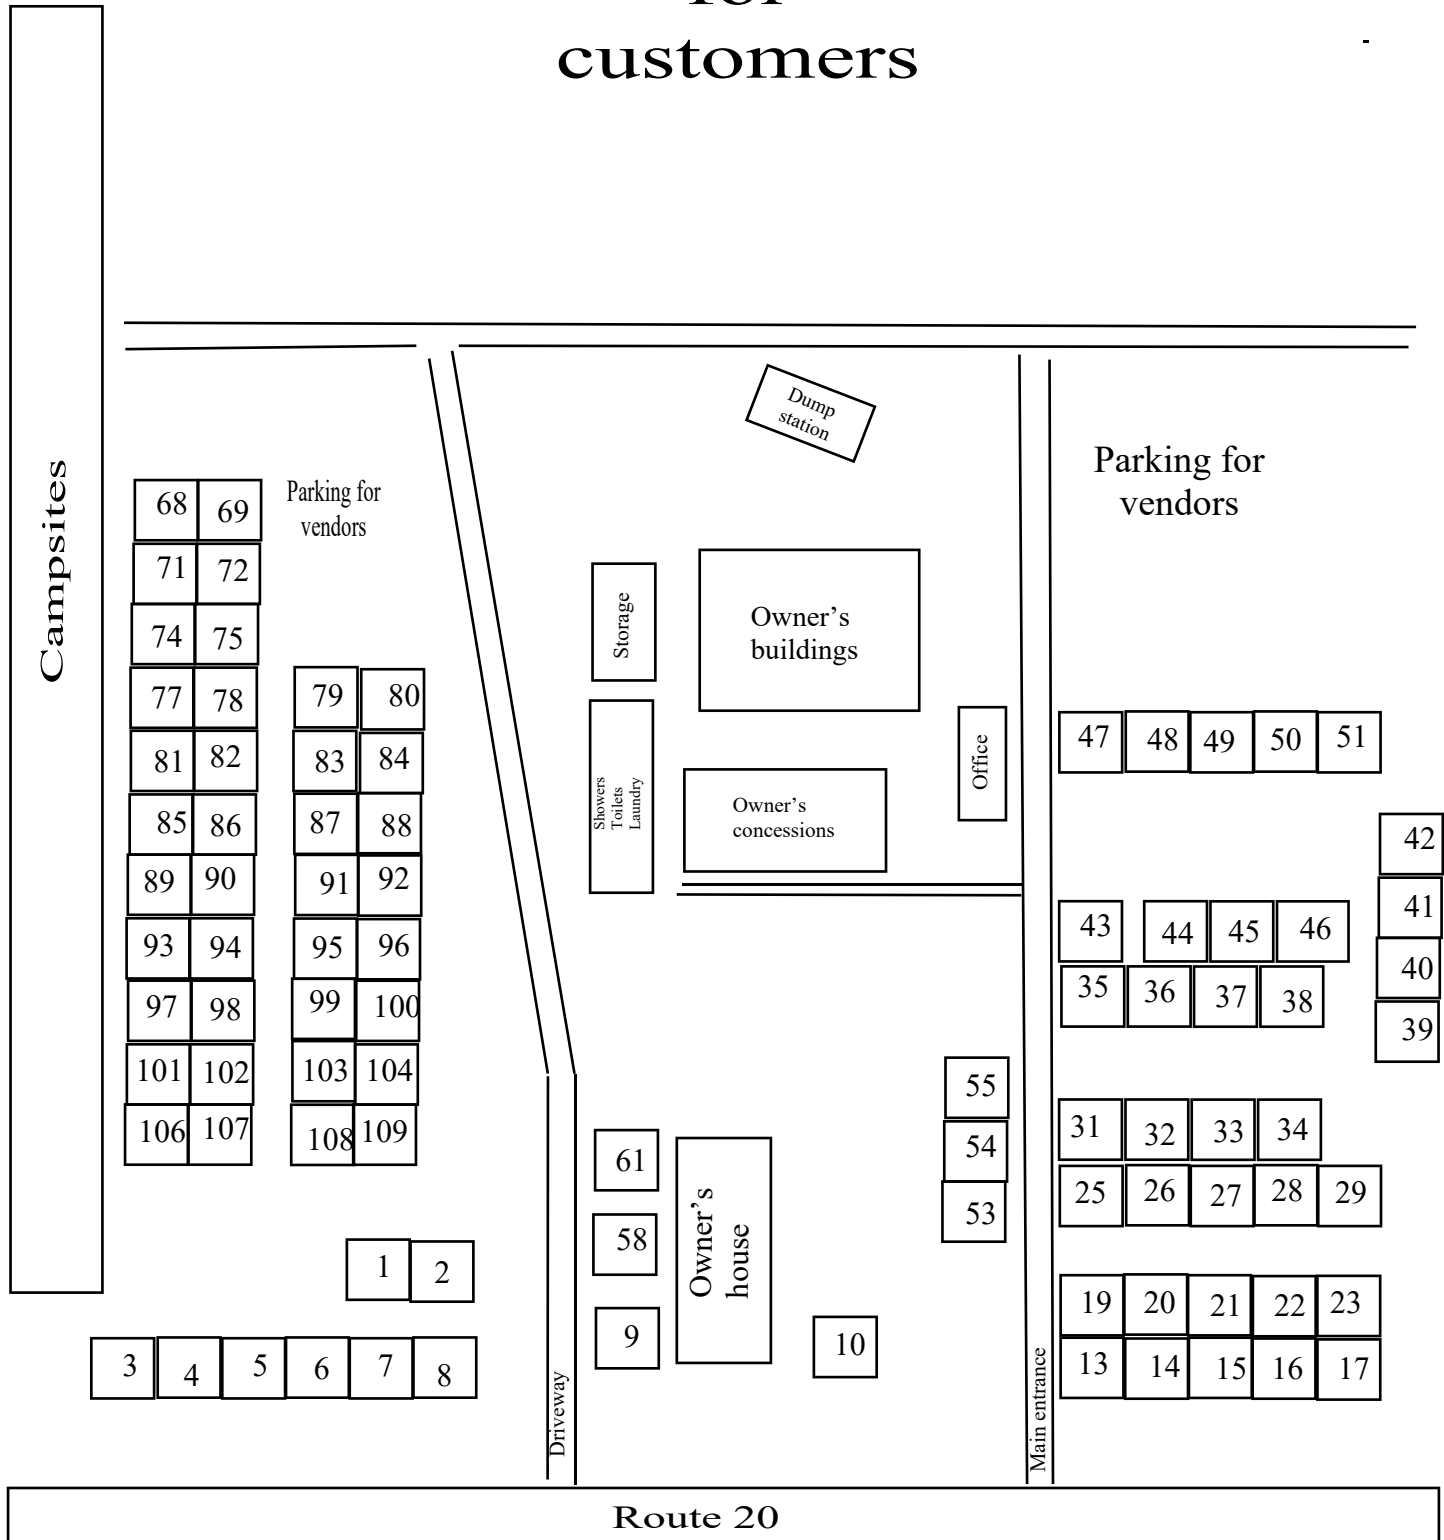 for
customers
-
Dump
station
Parking for
vendors
Parking for
vendors
Campsites
68 69
71 72
74 75
77 78 79 80
81 82 83 84
85 86 87 88
89 90 91 92
93 94 95 96
97 98 99 100
101 102 103 104
106 107 108 109
1 2
3 4 5 6 7 8
Storage
Owner’s
buildings
Showers
Toilets
Laundry
Owner’s
concessions
Office
47 48 49 50 51
42
41
40
39
43 44 45 46
35 36 37 38
55
54
53
31 32 33 34
25 26 27 28 29
61
58
9
Owner’s
house
10
19 20 21 22 23
13 14 15 16 17
Driveway
Main entrance
Route 20